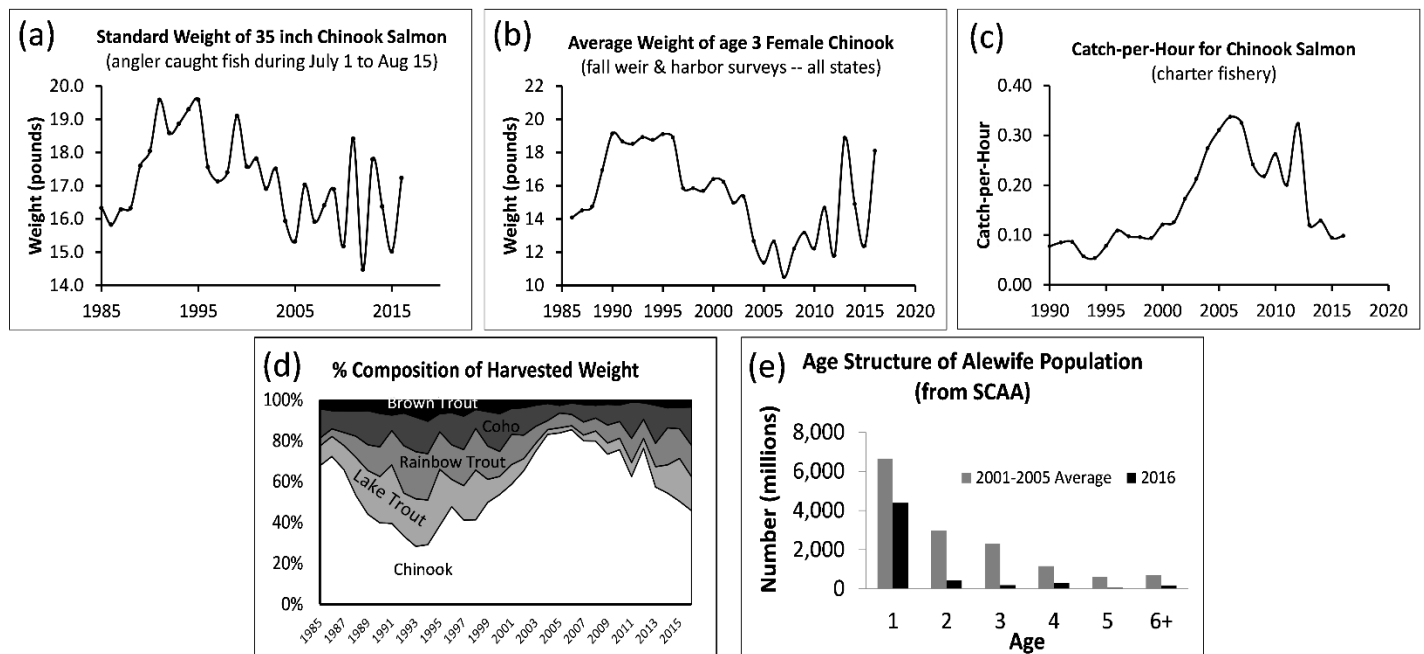 (a)
Standard Weight of 35 inch Chinook Salmon
(angler caught fish during July 1 to Aug 15)
Weight (pounds)
20.0
19.0
18.0
17.0
16.0
15.0
14.0
1985 1995 2005 2015
(b)
Average Weight of age 3 Female Chinook
(fall weir & harbor surveys -- all states)
Weight (pounds)
22
20
18
16
14
12
10
1985 1990 1995 2000 2005 2010 2015 2020
(c)
Catch-per-Hour for Chinook Salmon
(charter fishery)
Catch-per-Hour
0.40
0.30
0.20
0.10
0.00
1990 1995 2000 2005 2010 2015 2020
(d)
% Composition of Harvested Weight
100%
80%
60%
40%
20%
0%
Brown Trout
Coho
Rainbow Trout
Lake Trout
Chinook
1985 1987 1989 1991 1993 1995 1997 1999 2001 2003 2005 2007 2009 2011 2013 2015
(e)
Age Structure of Alewife Population
(from SCAA)
Number (millions)
8,000
6,000
4,000
2,000
0
2001-2005 Average 2016
1 2 3 4 5 6+
Age